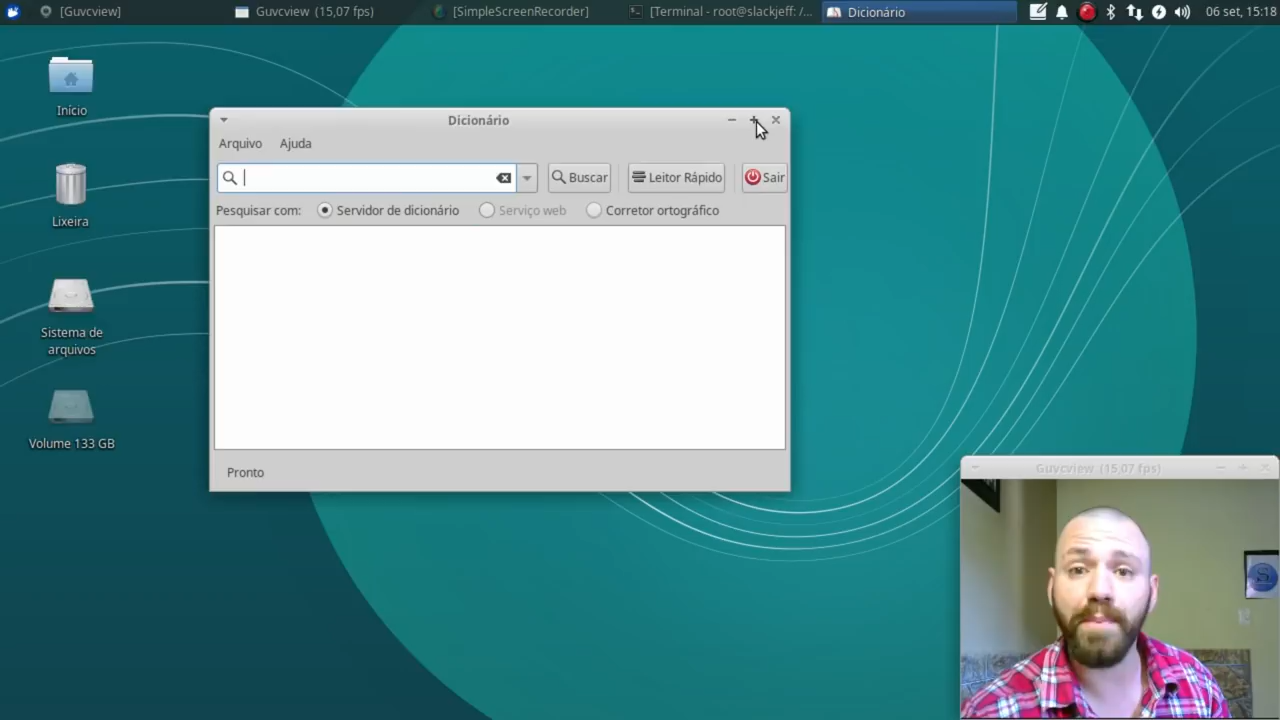 [Guvcview]
Guvcview (15,07 fps)
[SimpleScreenRecorder]
[Terminal - root@slackjeff: /...
Dicionário
06 set, 15:18
Início
Lixeira
Sistema de
arquivos
Volume 133 GB
Dicionário
Arquivo Ajuda
Buscar
Leitor Rápido
Sair
Pesquisar com: Servidor de dicionário Serviço web Corretor ortográfico
Pronto
Guvcview (15,07 fps)
S